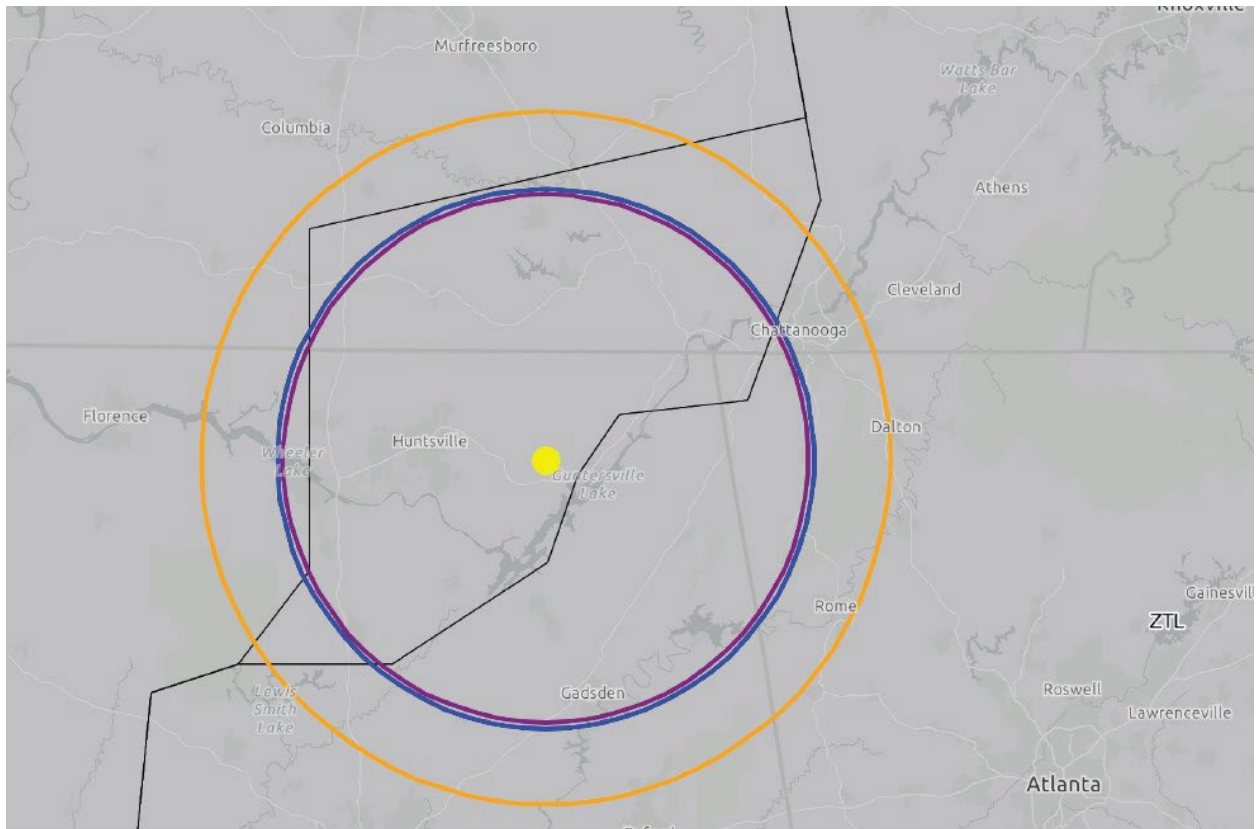 Knoxville
Murfreesboro
Watts Bar
Lake
Columbia
Athens
Cleveland
Chattanooga
Florence
Dalton
Huntsville
Wheeler
Lake
Guntersville
Lake
Gainesvill
Rome
ZTL
Gadsden
Lewis
Smith
Lake
Roswell
Lawrenceville
Atlanta